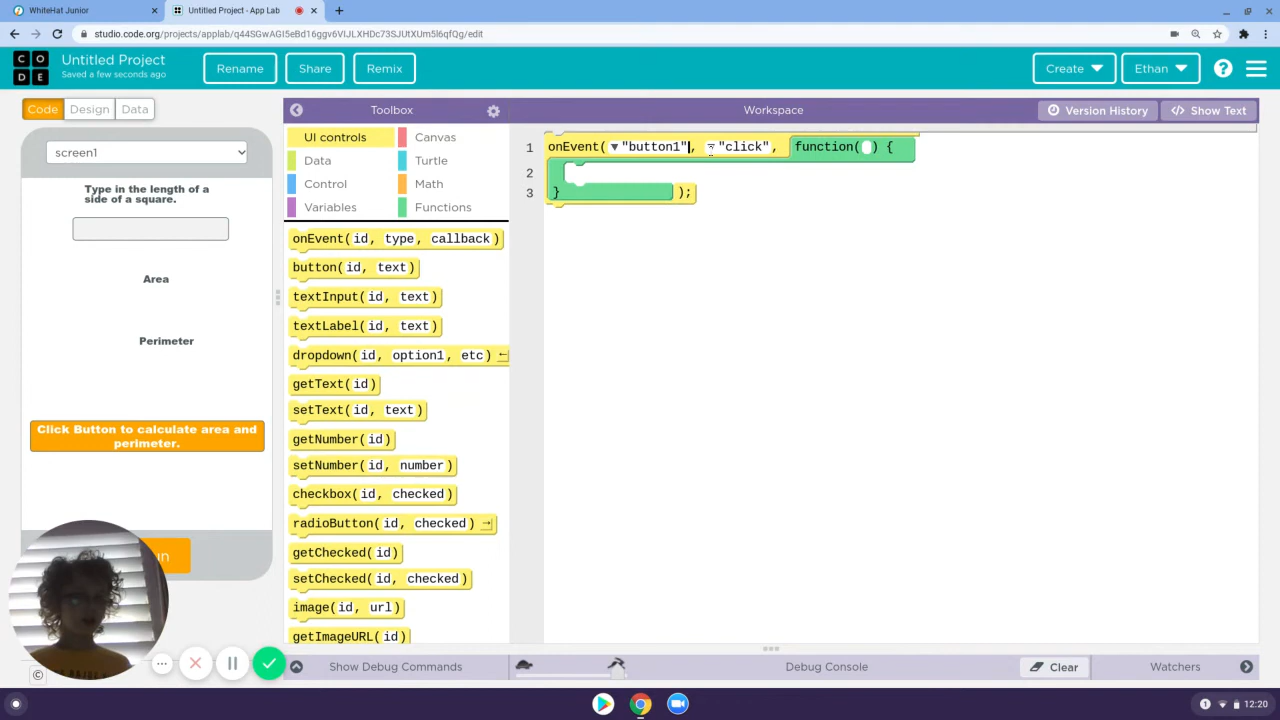 WhiteHat Junior
Untitled Project - App Lab
studio.code.org/projects/applab/
C O
D E
Untitled Project
Saved a few seconds ago
Rename
Share
Remix
Create
Ethan
?
Code
Design
Data
Toolbox
Workspace
Version History
</> Show Text
screen1
Type in the length of a
side of a square.
Area
Perimeter
Click Button to calculate area and
perimeter.
UI controls
Canvas
Data
Turtle
Control
Math
Variables
Functions
onEvent(id, type, callback)
button(id, text)
textInput(id, text)
textLabel(id, text)
dropdown(id, option1, etc) ←
getText(id)
setText(id, text)
getNumber(id)
setNumber(id, number)
checkbox(id, checked)
radioButton(id, checked) →
getChecked(id)
setChecked(id, checked)
image(id, url)
getImageURL(id)
1 onEvent( ▼"button1", ▼"click", function( ) {
2
3 } );
©
Show Debug Commands
Debug Console
Clear
Watchers
1
12:20